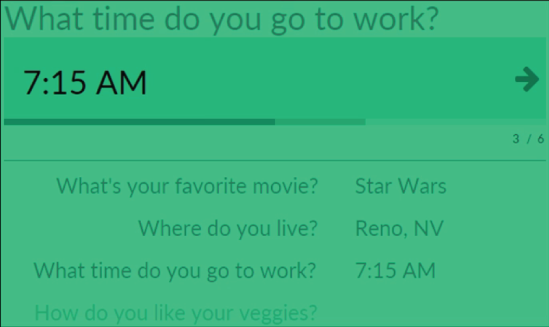 What time do you go to work?
7:15 AM
3 / 6
What's your favorite movie? Star Wars
Where do you live? Reno, NV
What time do you go to work? 7:15 AM
How do you like your veggies?